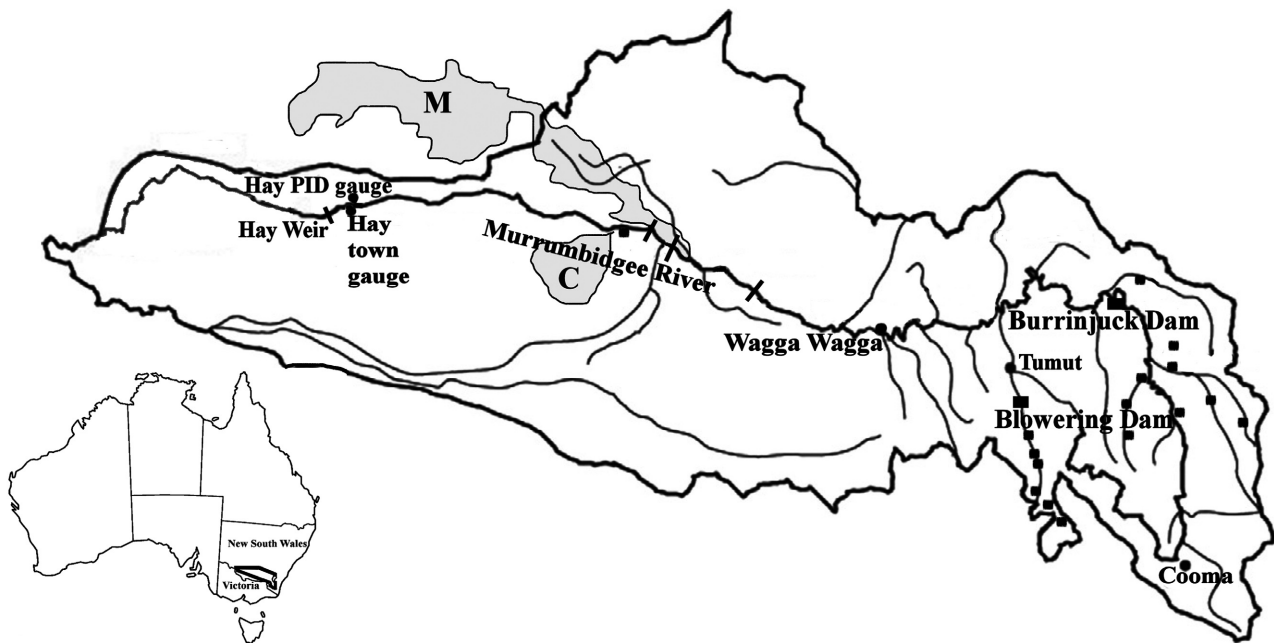 M
Hay PID gauge
Hay Weir
Hay
town
gauge
Murrumbidgee River
C
Burrinjuck Dam
Wagga Wagga
Tumut
Blowering Dam
Cooma
New South Wales
Victoria